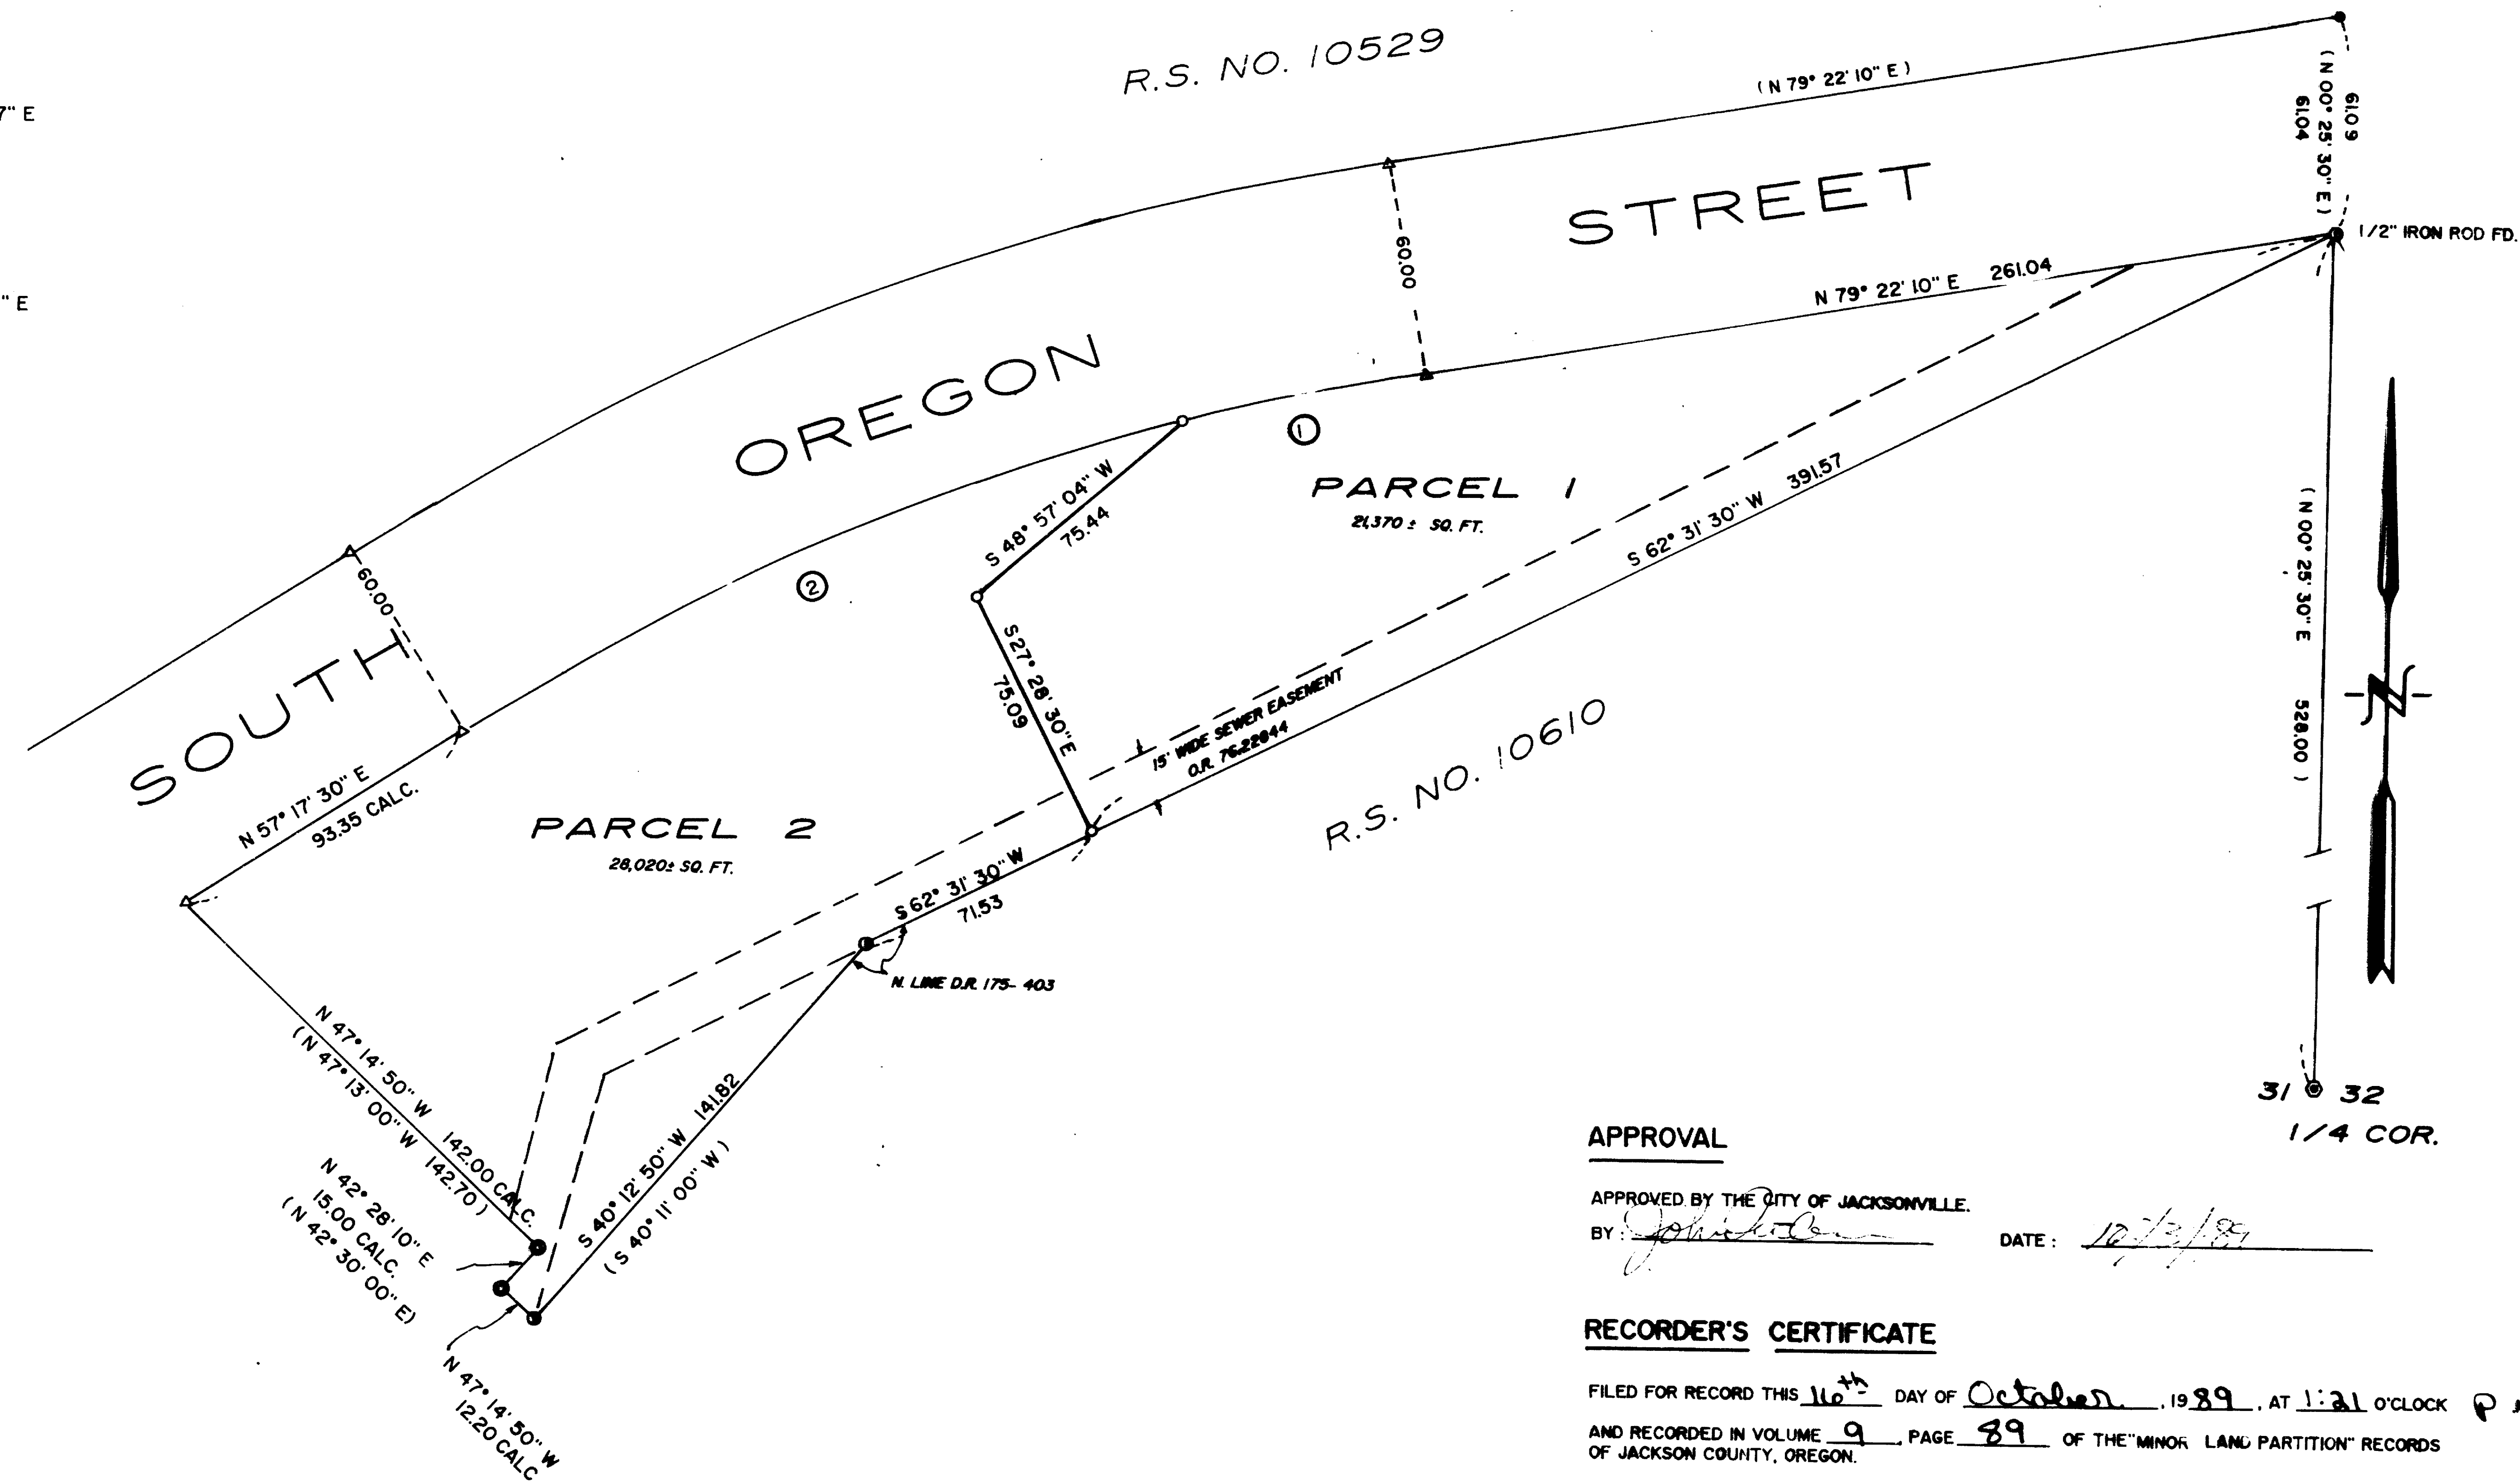 R.S. NO. 10529
7" E
" E
( N 79° 22' 10" E )
61.09
( N 00° 25' 30" E )
61.04
1/2" IRON ROD FD.
STREET
60.00
N 79° 22' 10" E 261.04
OREGON
1
PARCEL 1
21,370 ± SQ. FT.
S 48° 57' 04" W
75.44
S 62° 31' 30" W 391.57
( N 00° 25' 30" E 528.00 )
N
60.00
2
SOUTH
S 27° 28' 30" E
75.09
15' WIDE SEWER EASEMENT
O.R. 76-22844
R.S. NO. 10610
N 57° 17' 30" E
93.35 CALC.
PARCEL 2
28,020± SQ. FT.
S 62° 31' 30" W
71.53
N. LINE D.R. 175-403
N 47° 14' 50" W 142.00 CALC.
( N 47° 13' 00" W 142.70 )
S 40° 12' 50" W 141.82
( S 40° 11' 00" W )
N 42° 28' 10" E
15.00 CALC.
( N 42° 30' 00" E)
N 47° 14' 50" W
12.20 CALC
31 32
1/4 COR.
APPROVAL
APPROVED BY THE CITY OF JACKSONVILLE.
BY:
DATE:
RECORDER'S CERTIFICATE
FILED FOR RECORD THIS 16th DAY OF October, 1989, AT 1:21 O'CLOCK P
AND RECORDED IN VOLUME 9, PAGE 89 OF THE "MINOR LAND PARTITION" RECORDS
OF JACKSON COUNTY, OREGON.